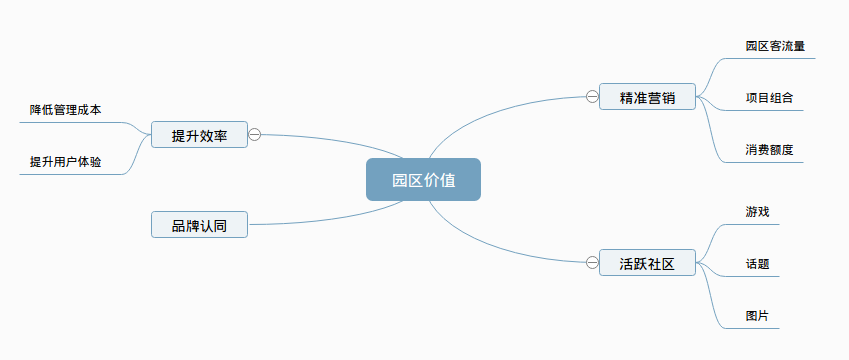 园区价值
精准营销
园区客流量
项目组合
消费额度
活跃社区
游戏
话题
图片
提升效率
降低管理成本
提升用户体验
品牌认同